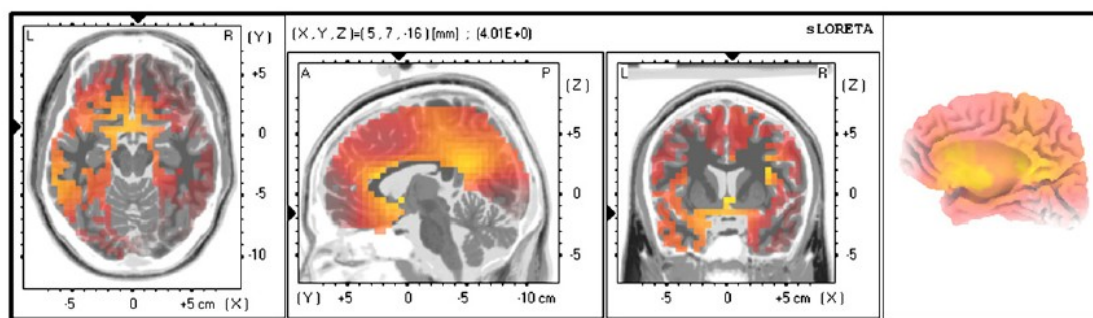 L R (Y)
+5
0
-5
-10
-5 0 +5 cm (X)
(X, Y, Z)=(5, 7, -16) [mm] ; (4.01E+0) sLORETA
A P (Z)
+5
0
-5
(Y) +5 0 -5 -10 cm
L R (Z)
+5
0
-5
-5 0 +5 cm (X)